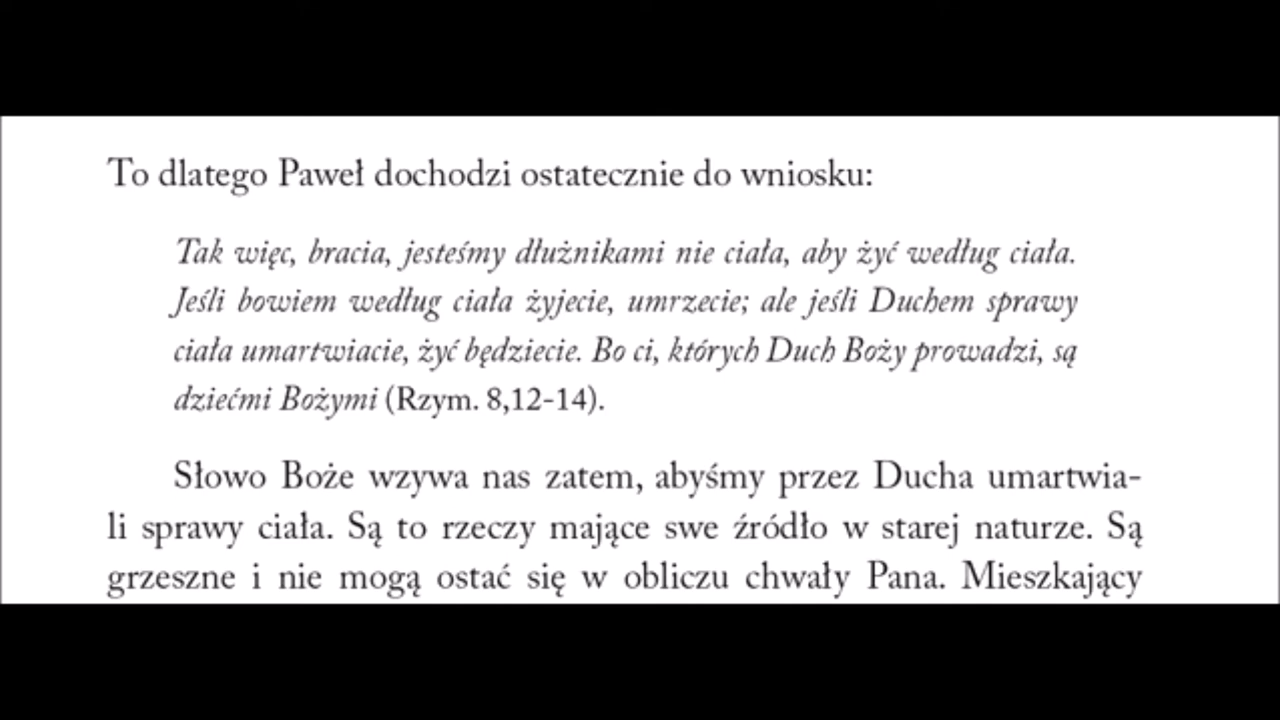 To dlatego Paweł dochodzi ostatecznie do wniosku:
Tak więc, bracia, jesteśmy dłużnikami nie ciała, aby żyć według ciała.
Jeśli bowiem według ciała żyjecie, umrzecie; ale jeśli Duchem sprawy
ciała umartwiacie, żyć będziecie. Bo ci, których Duch Boży prowadzi, są
dziećmi Bożymi (Rzym. 8,12-14).
Słowo Boże wzywa nas zatem, abyśmy przez Ducha umartwia-
li sprawy ciała. Są to rzeczy mające swe źródło w starej naturze. Są
grzeszne i nie mogą ostać się w obliczu chwały Pana. Mieszkający